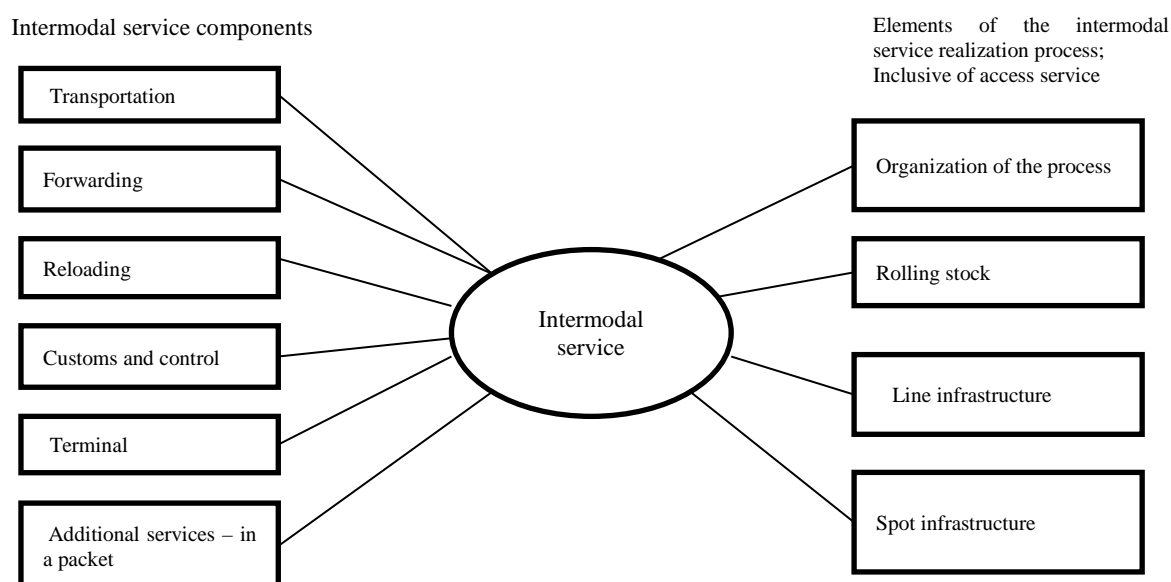 Intermodal service components
Transportation
Forwarding
Reloading
Customs and control
Terminal
Additional services – in
a packet
Intermodal
service
Elements of the intermodal
service realization process;
Inclusive of access service
Organization of the process
Rolling stock
Line infrastructure
Spot infrastructure